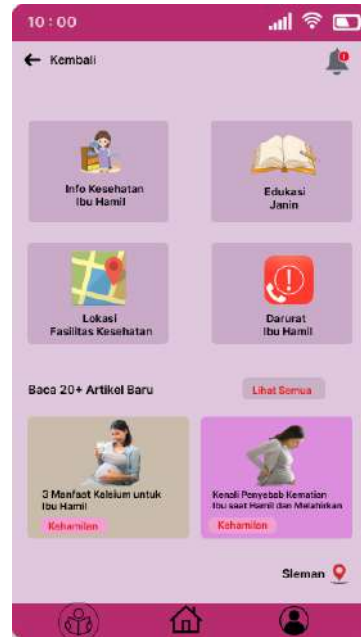 10:00
Kembali
Info Kesehatan
Ibu Hamil
Edukasi
Janin
Lokasi
Fasilitas Kesehatan
Darurat
Ibu Hamil
Baca 20+ Artikel Baru
Lihat Semua
3 Manfaat Kalsium untuk
Ibu Hamil
Kehamilan
Kenali Penyebab Kematian
Ibu saat Hamil dan Melahirkan
Kehamilan
Sleman